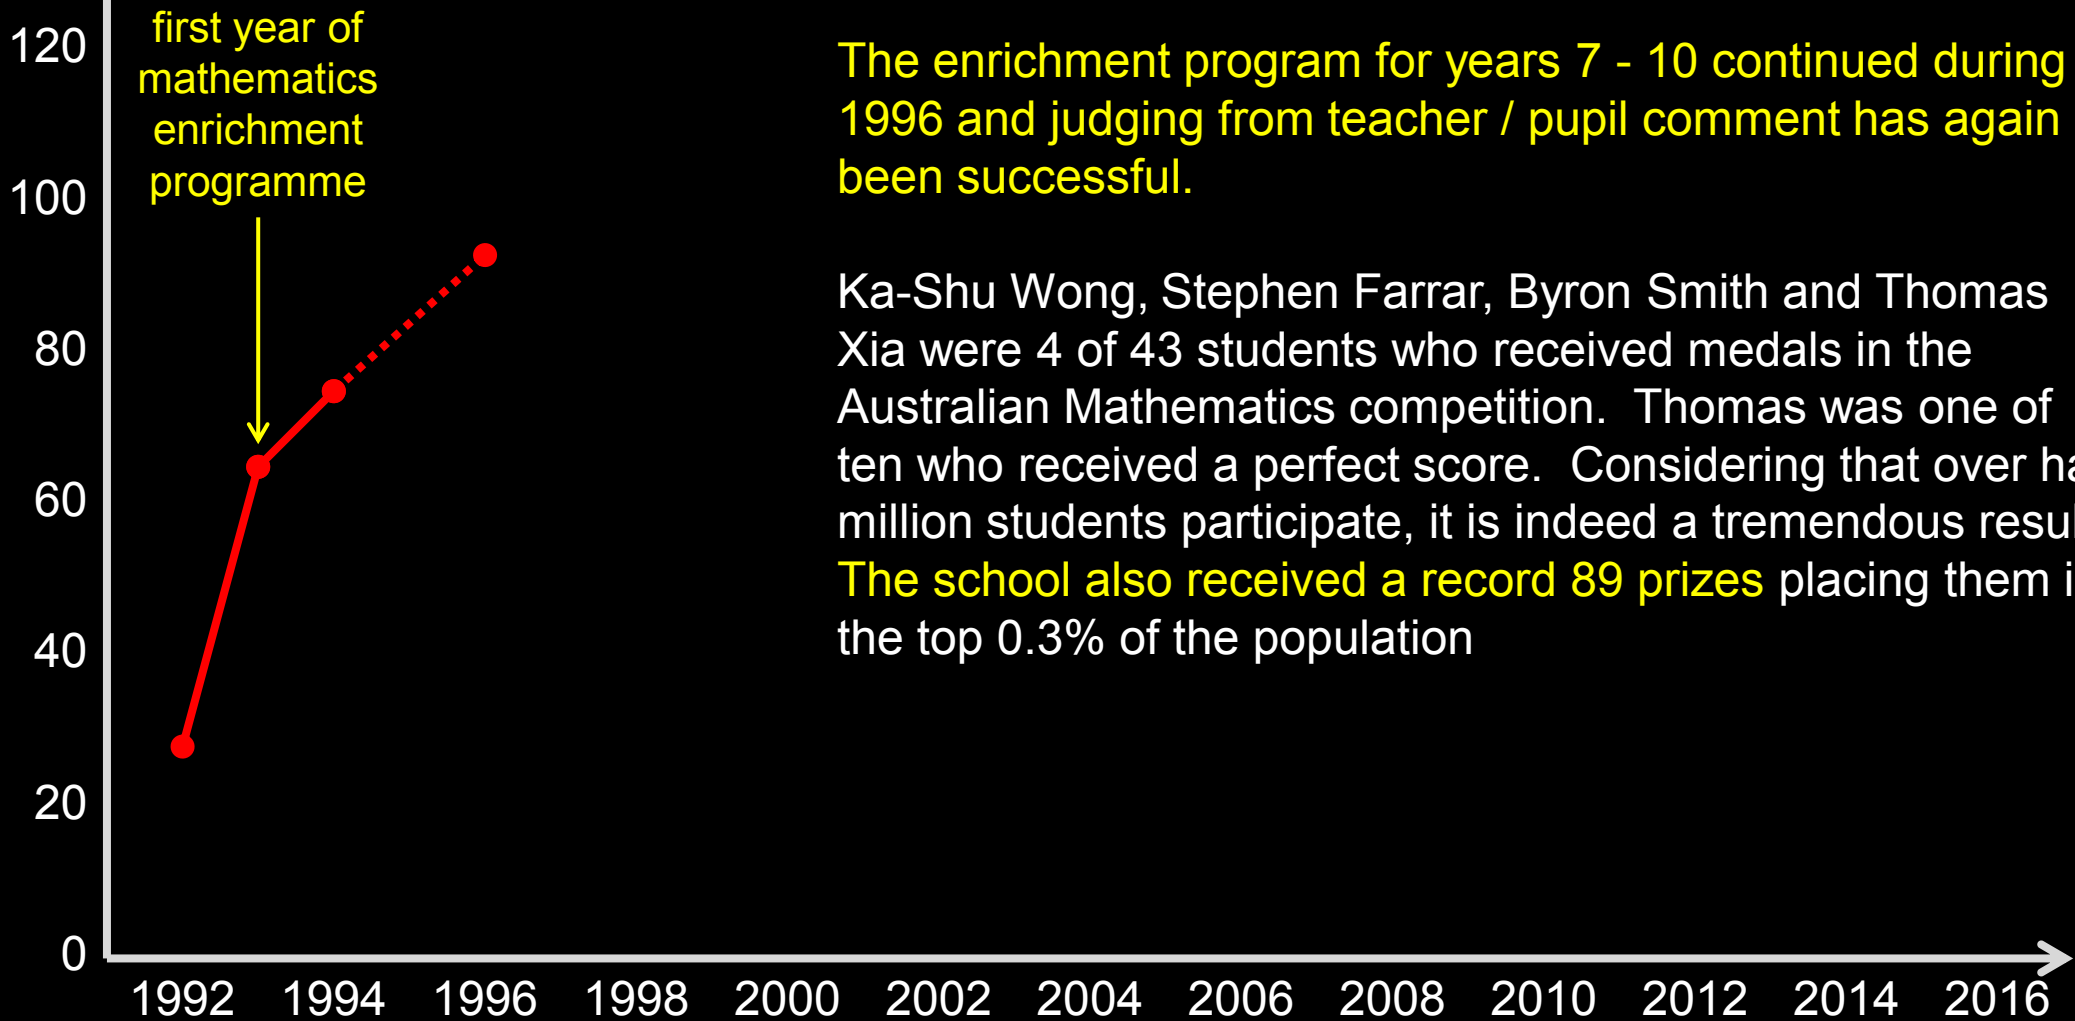 first year of
mathematics
enrichment
programme
120
100
80
60
40
20
0
1992 1994 1996 1998 2000 2002 2004 2006 2008 2010 2012 2014 2016
The enrichment program for years 7 - 10 continued during
1996 and judging from teacher / pupil comment has again
been successful.
Ka-Shu Wong, Stephen Farrar, Byron Smith and Thomas
Xia were 4 of 43 students who received medals in the
Australian Mathematics competition. Thomas was one of
ten who received a perfect score. Considering that over
million students participate, it is indeed a tremendous
The school also received a record 89 prizes placing them
the top 0.3% of the population